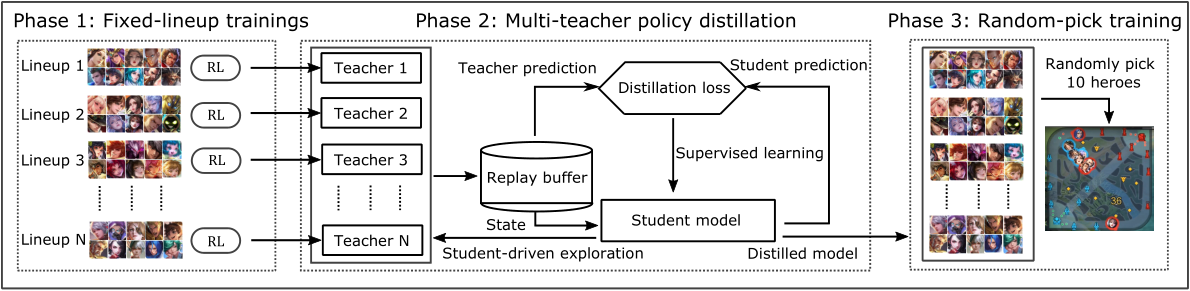 Phase 1: Fixed-lineup trainings
Phase 2: Multi-teacher policy distillation
Phase 3: Random-pick training
Lineup 1
RL
Teacher 1
Lineup 2
RL
Teacher 2
Lineup 3
RL
Teacher 3
Lineup N
RL
Teacher N
Teacher prediction
Student prediction
Distillation loss
Supervised learning
Replay buffer
State
Student model
Student-driven exploration
Distilled model
Randomly pick
10 heroes